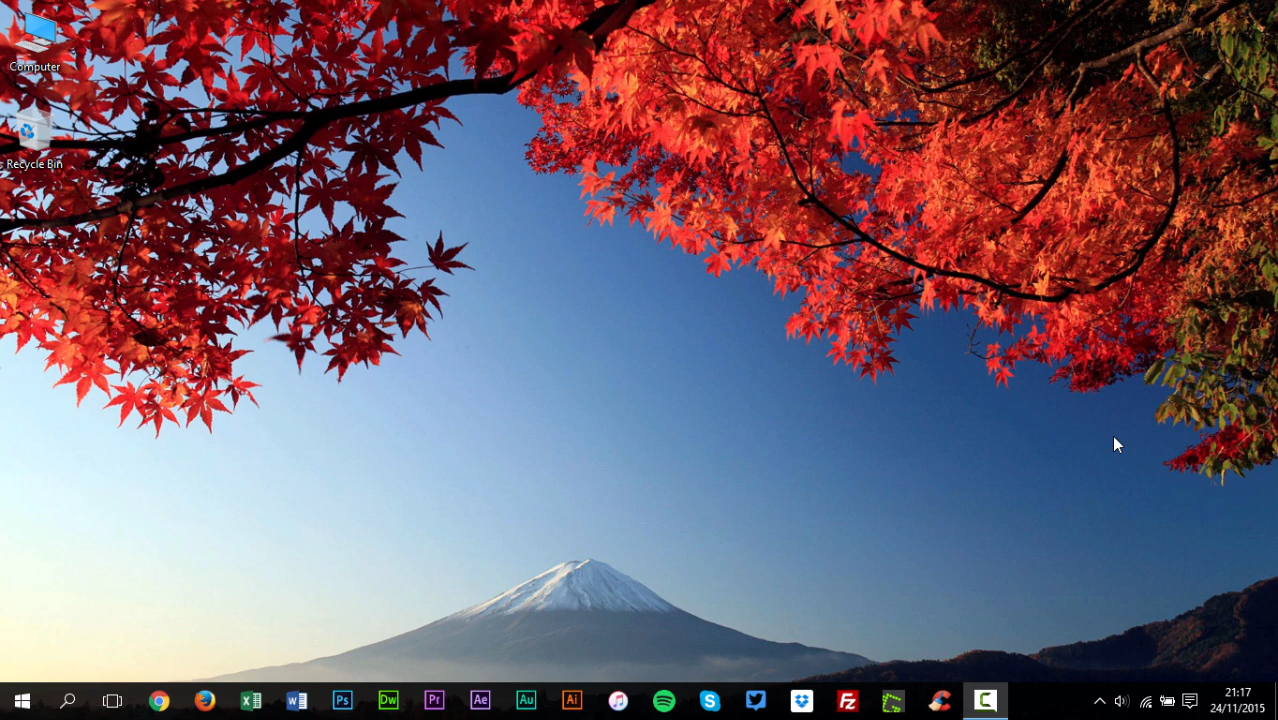 Computer
Recycle Bin
Ps
Dw
Pr
Ae
Au
Ai
21:17
24/11/2015